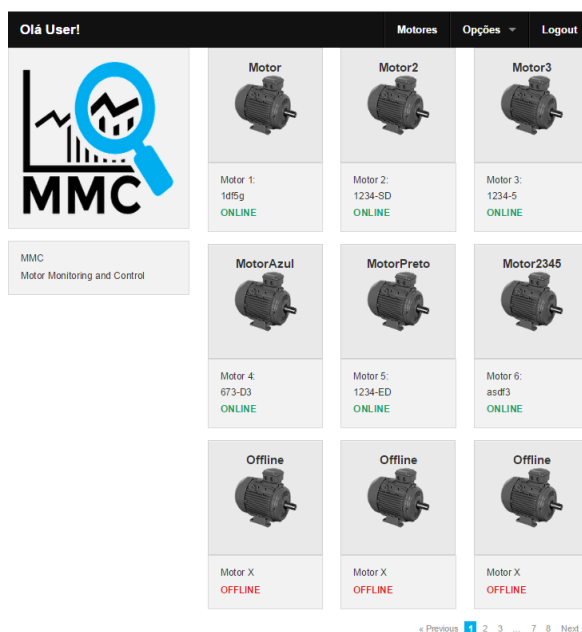 Olá User!
Motores
Opções
Logout
MMC
MMC
Motor Monitoring and Control
Motor
Motor 1:
1df5g
ONLINE
Motor2
Motor 2:
1234-SD
ONLINE
Motor3
Motor 3:
1234-5
ONLINE
MotorAzul
Motor 4:
673-D3
ONLINE
MotorPreto
Motor 5:
1234-ED
ONLINE
Motor2345
Motor 6:
asdf3
ONLINE
Offline
Motor X
OFFLINE
Offline
Motor X
OFFLINE
Offline
Motor X
OFFLINE
« Previous 1 2 3 ... 7 8 Next